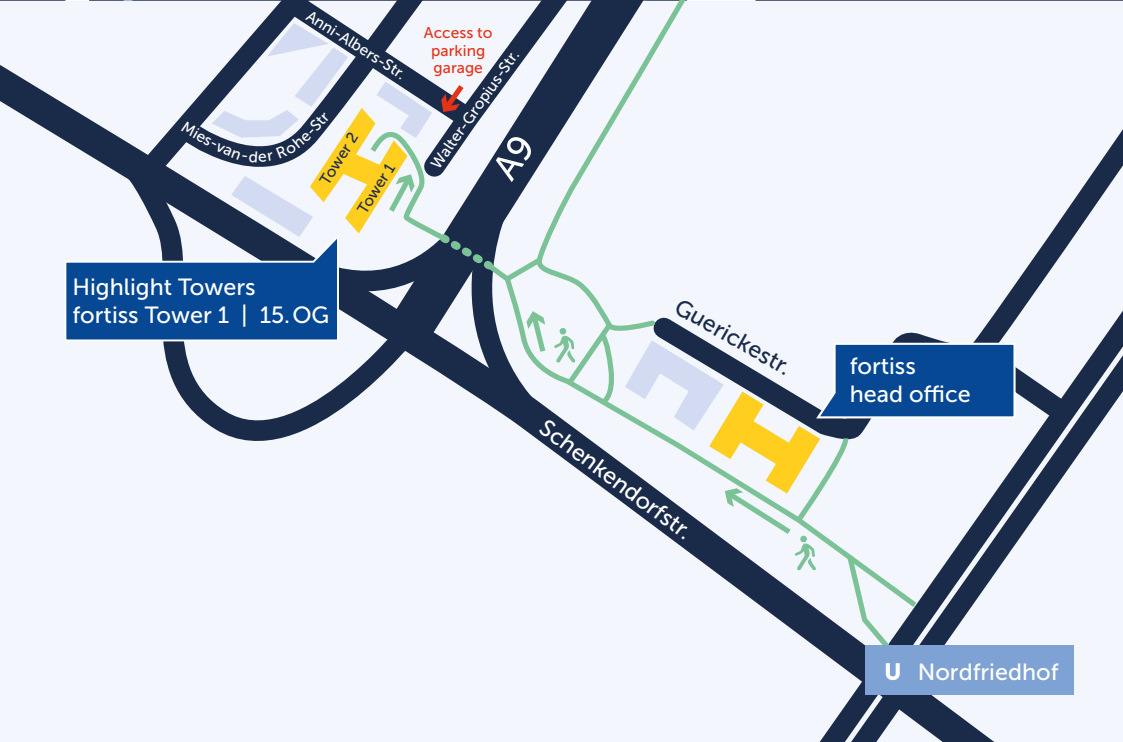 Anni-Albers-Str.
Access to
parking
garage
Walter-Gropius-Str.
Mies-van-der Rohe-Str
Tower 2
Tower 1
A9
Highlight Towers
fortiss Tower 1 | 15.OG
Guerickestr.
fortiss
head office
Schenkendorfstr.
U Nordfriedhof